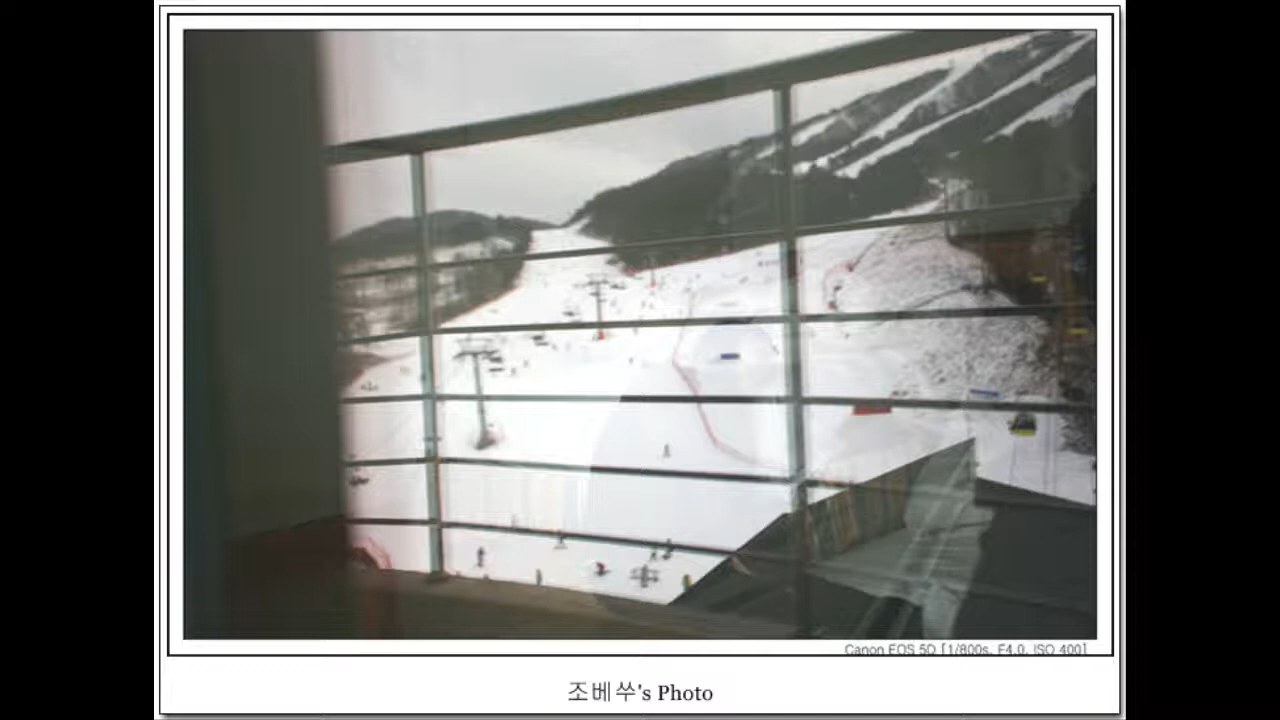 Canon EOS 5D [1/800s, F4.0, ISO 400]
조베쑤's Photo